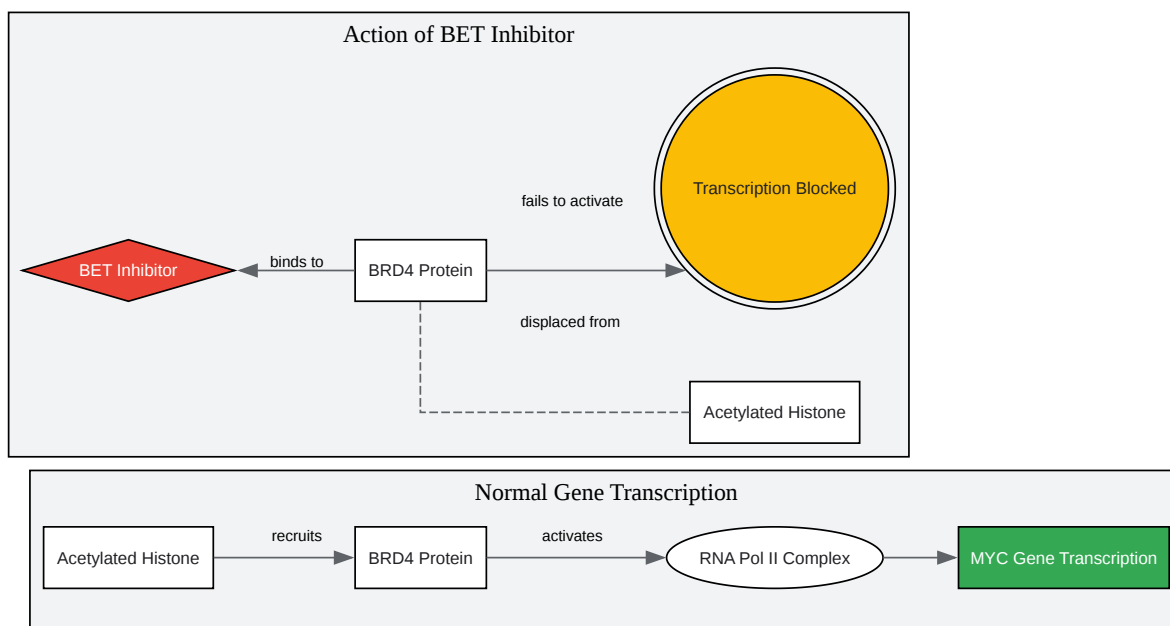 Action of BET Inhibitor
Transcription Blocked
fails to activate
BET Inhibitor
binds to
BRD4 Protein
displaced from
Acetylated Histone
Normal Gene Transcription
Acetylated Histone
recruits
BRD4 Protein
activates
RNA Pol II Complex
MYC Gene Transcription